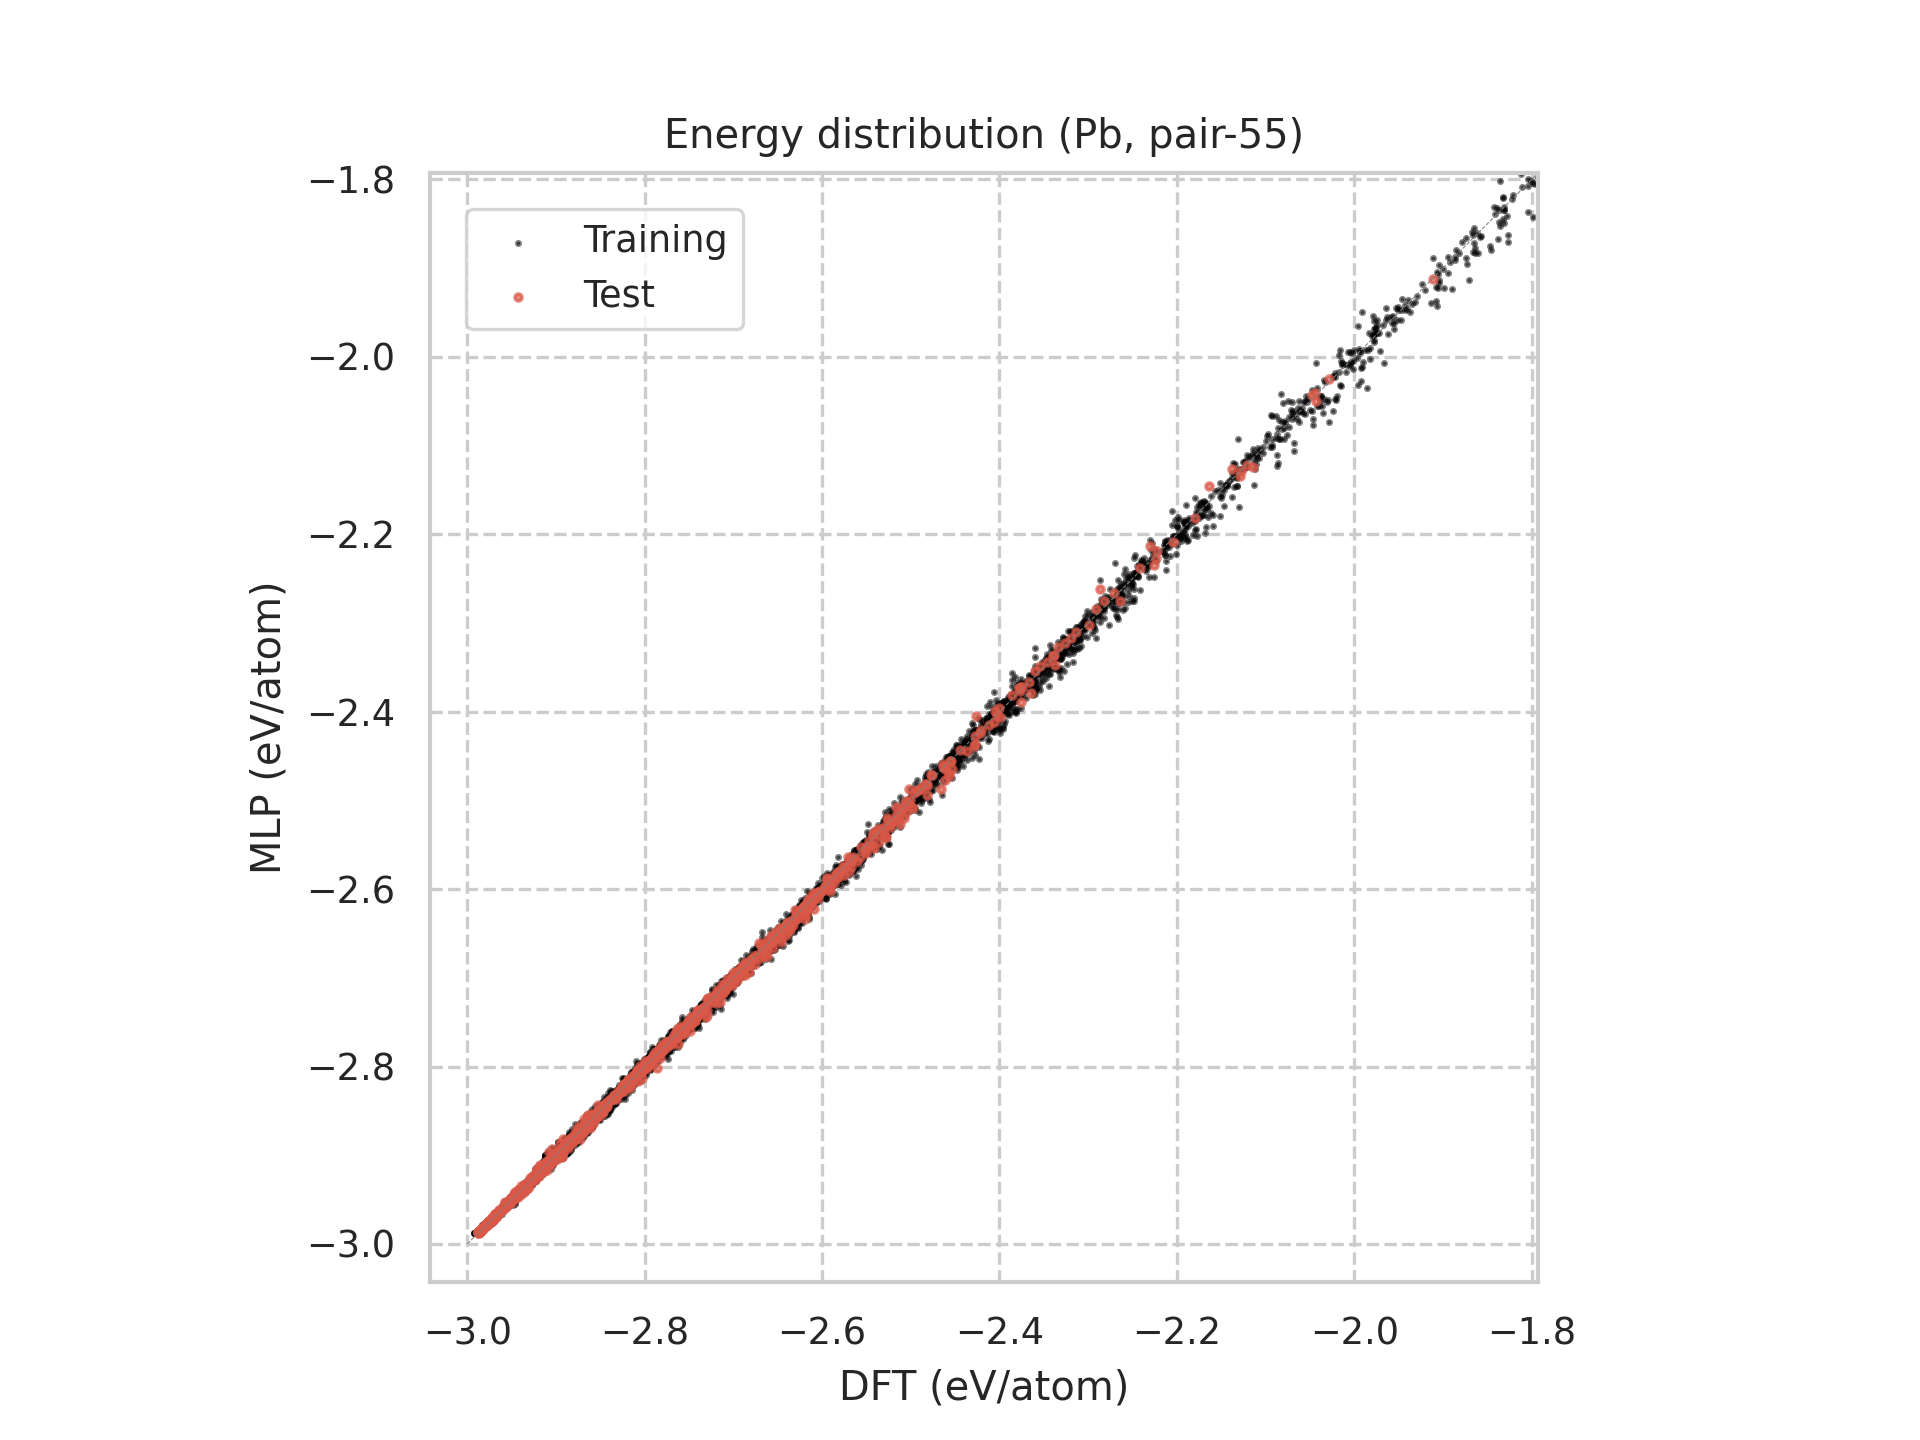 Energy distribution (Pb, pair-55)
Training
Test
−1.8
−2.0
−2.2
−2.4
−2.6
−2.8
−3.0
MLP (eV/atom)
−3.0 −2.8 −2.6 −2.4 −2.2 −2.0 −1.8
DFT (eV/atom)